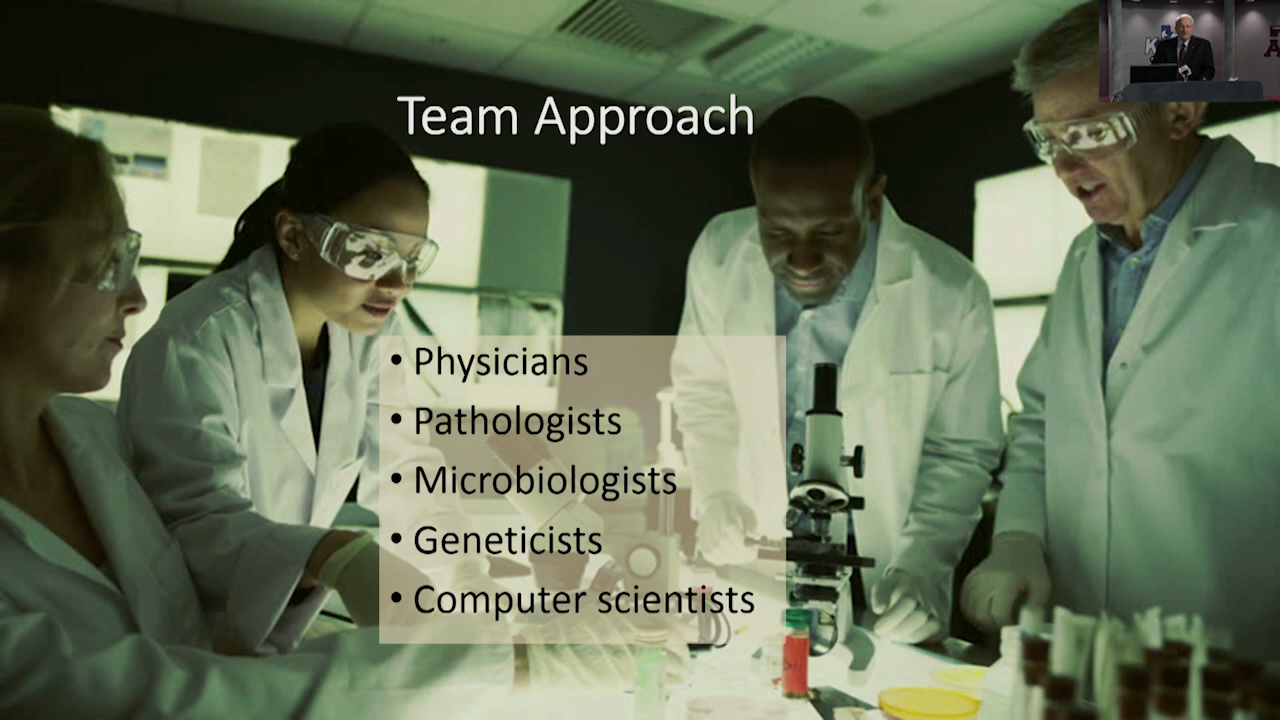 Team Approach
• Physicians
• Pathologists
• Microbiologists
• Geneticists
• Computer scientists